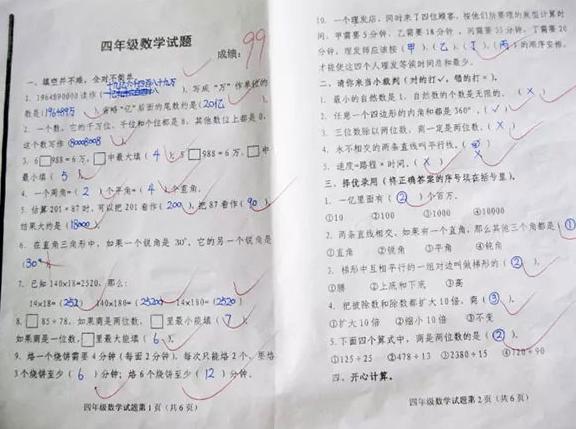 四年级数学试题
成绩：99
一、填空并不难，全对不简单。
1. 1964890000读作( 十九亿六千四百八十九万 )，写成“万”作单位的
数是(196489万)省略“亿”后面的尾数约是(20亿)
2. 一个数，它的千万位、千位和个位都是8，其他数位上都是0，
这个数写作(80008008)
3. 6□988≈6万，□中最大填( 4 )；5□988≈6万，□中
最小填( 5 )
4. 一个周角=( 2 )个平角=( 4 )个直角。
5. 估算201×87时，可以把201看作(200)，把87看作(90)
结果大约是(18000)
6. 在直角三角形中，如果一个锐角是30°，它的另一个锐角是
7. 已知140×18=2520，那么：
14×18=(252) 140×180=(25200) 14×180=(2520)
8. □85÷78，如果商是两位数，□里最小能填( 7 )
如果商是一位数，□里最大能填( 6 )。
9. 烙一个烧饼需要4分钟(每面2分钟)，每次只能烙2个，要烙
3个烧饼至少( 6 )分钟；烙6个烧饼至少( 12 )分钟。
四年级数学试题第1页（共6页）
10. 一个理发店，同时来了四位顾客，按他们所要理的发型计算时
间，甲需要5分钟，乙需要18分钟，丙需要
分钟，理发师应该按(甲)、(乙)、(丁)、(丙)的顺序安排，
才能使这四个人理发等候时间总和最少。
二、请你来当小裁判(对的打√，错的打×)。
1. 最小的自然数是1，自然数的个数是无限的。( × )
2. 任意一个四边形的内角和都是360°，( √ )
3. 三位数除以两位数，商一定是两位数。( × )
4. 永不相交的两条直线叫平行线。
5. 速度=路程×时间。( × )
三、择优录用（将正确答案的序号填在括号里）。
1. 一亿里面有( ② )个百万。
①10 ②100 ③1000 ④10000
2. 两条直线相交，如果有一个直角，那么其他三个角都是( ①
①直角 ②锐角 ③平角 ④钝角
3. 梯形中互相平行的一组对边叫做梯形的( ② )。
①腰 ②上底和下底 ③高
4. 把被除数和除数都扩大10倍，商( ③ )。
①扩大10倍 ②缩小10倍 ③不变
5. 下面四个算式中，商是两位数的是( ② )。
①125÷25 ②478÷13 ③2380÷15 ④720÷90
四、开心计算。
四年级数学试题第2页（共6页）